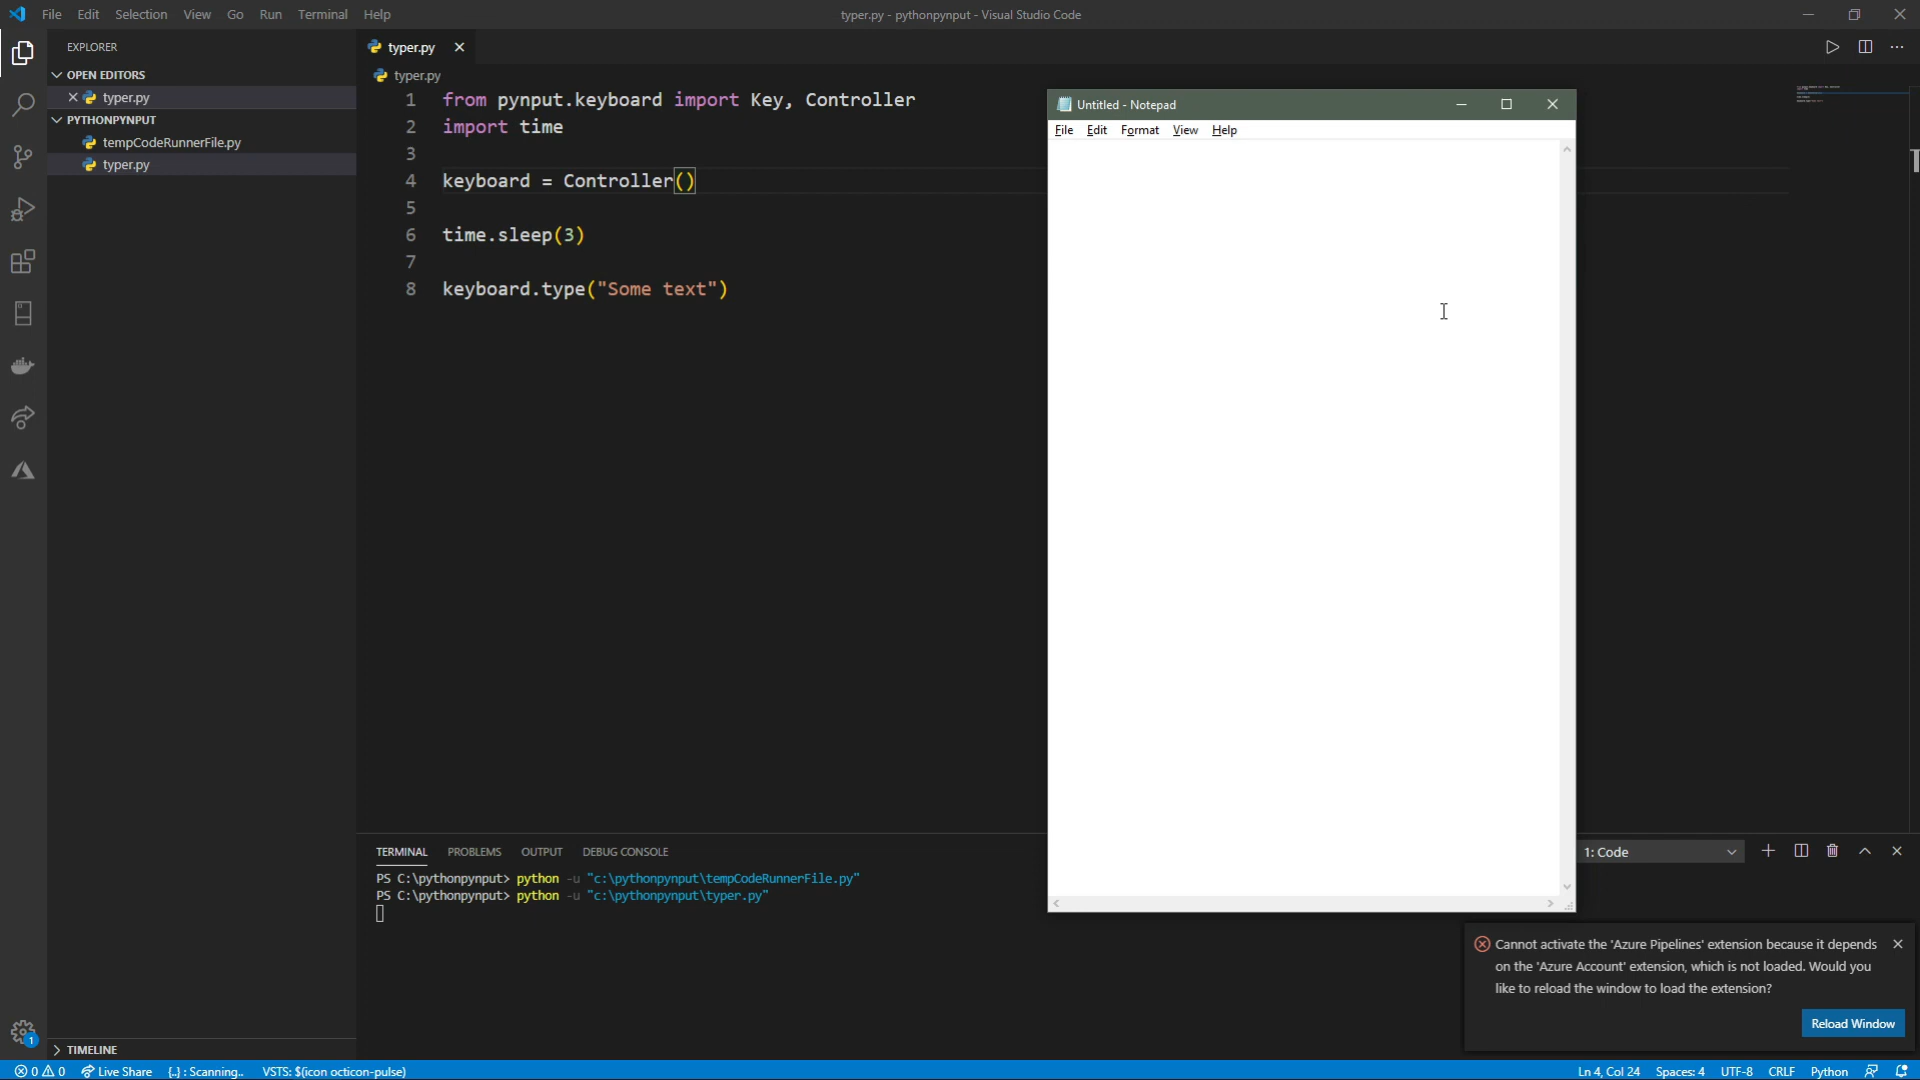 File Edit Selection View Go Run Terminal Help
typer.py - pythonpynput - Visual Studio Code
EXPLORER
OPEN EDITORS
typer.py
PYTHONPYNPUT
tempCodeRunnerFile.py
typer.py
TIMELINE
typer.py
typer.py
1 from pynput.keyboard import Key, Controller
2 import time
3
4 keyboard = Controller()
5
6 time.sleep(3)
7
8 keyboard.type("Some text")
Untitled - Notepad
File Edit Format View Help
TERMINAL PROBLEMS OUTPUT DEBUG CONSOLE
1: Code
PS C:\pythonpynput> python -u "c:\pythonpynput\tempCodeRunnerFile.py"
PS C:\pythonpynput> python -u "c:\pythonpynput\typer.py"
Cannot activate the 'Azure Pipelines' extension because it depends
on the 'Azure Account' extension, which is not loaded. Would you
like to reload the window to load the extension?
Reload Window
1
0 0 Live Share {..} : Scanning.. VSTS: $(icon octicon-pulse)
Ln 4, Col 24 Spaces: 4 UTF-8 CRLF Python